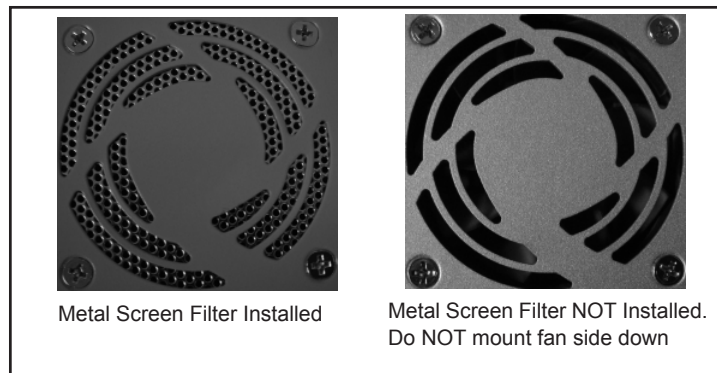 Metal Screen Filter Installed
Metal Screen Filter NOT Installed.
Do NOT mount fan side down